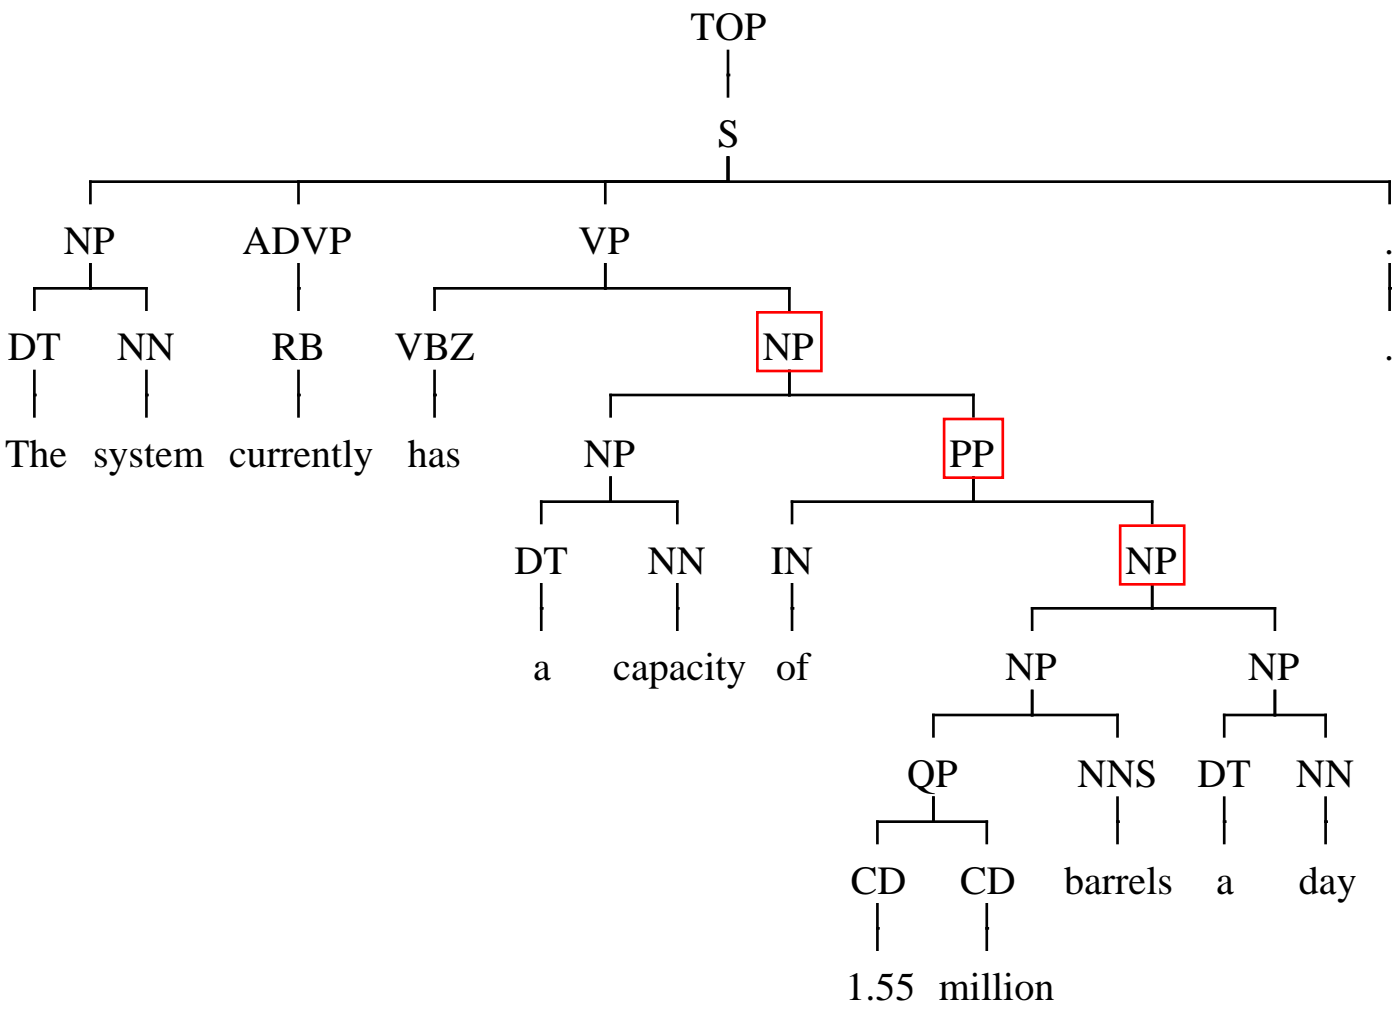 TOP
S
NP ADVP VP .
DT NN RB VBZ NP .
The system currently has NP PP
DT NN IN NP
a capacity of NP NP
QP NNS DT NN
CD CD barrels a day
1.55 million